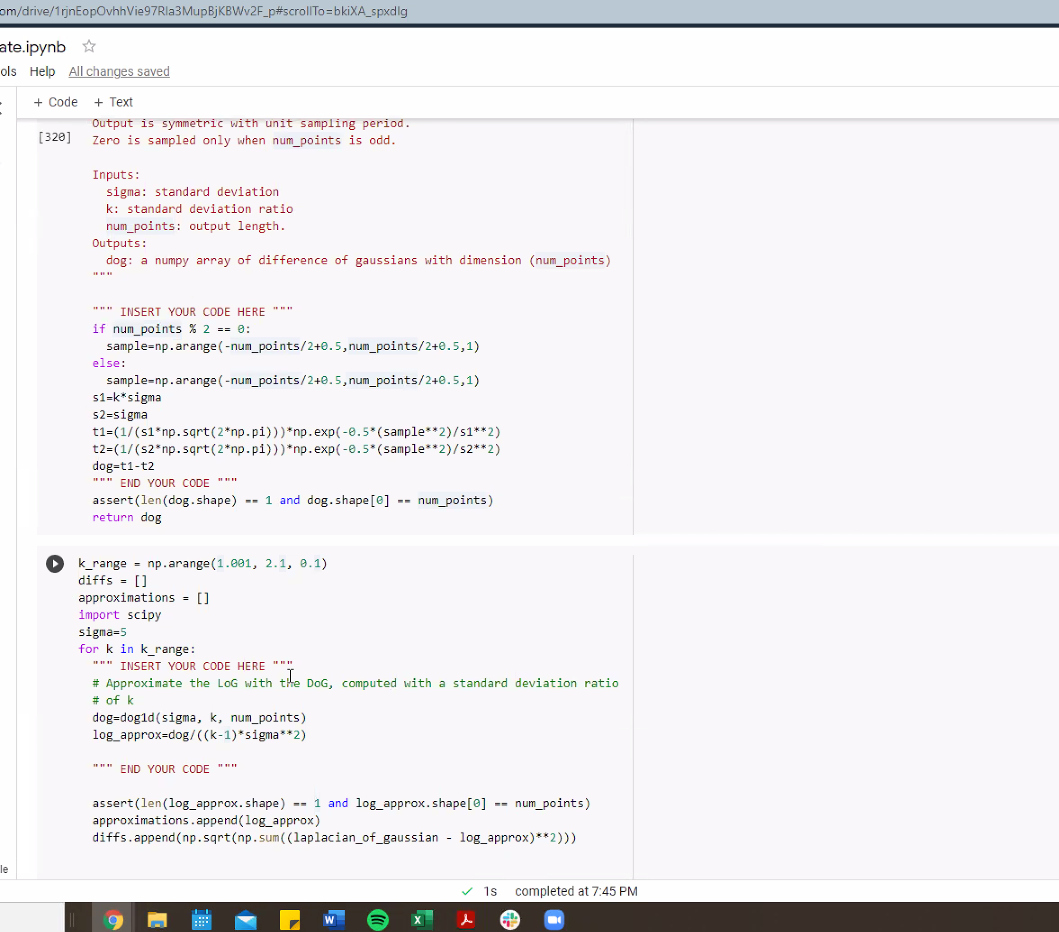 om/drive/1rjnEopOvhhVie97RIa3MupBjKBWv2F_p#scrollTo=bkiXA_spxdlg
ate.ipynb
ols Help All changes saved
+ Code + Text
Output is symmetric with unit sampling period.
[320] Zero is sampled only when num_points is odd.
Inputs:
sigma: standard deviation
k: standard deviation ratio
num_points: output length.
Outputs:
dog: a numpy array of difference of gaussians with dimension (num_points)
"""
""" INSERT YOUR CODE HERE """
if num_points % 2 == 0:
sample=np.arange(-num_points/2+0.5,num_points/2+0.5,1)
else:
sample=np.arange(-num_points/2+0.5,num_points/2+0.5,1)
s1=k*sigma
s2=sigma
t1=(1/(s1*np.sqrt(2*np.pi)))*np.exp(-0.5*(sample**2)/s1**2)
t2=(1/(s2*np.sqrt(2*np.pi)))*np.exp(-0.5*(sample**2)/s2**2)
dog=t1-t2
""" END YOUR CODE """
assert(len(dog.shape) == 1 and dog.shape[0] == num_points)
return dog
k_range = np.arange(1.001, 2.1, 0.1)
diffs = []
approximations = []
import scipy
sigma=5
for k in k_range:
""" INSERT YOUR CODE HERE """
# Approximate the LoG with the DoG, computed with a standard deviation ratio
# of k
dog=dog1d(sigma, k, num_points)
log_approx=dog/((k-1)*sigma**2)
""" END YOUR CODE """
assert(len(log_approx.shape) == 1 and log_approx.shape[0] == num_points)
approximations.append(log_approx)
diffs.append(np.sqrt(np.sum((laplacian_of_gaussian - log_approx)**2)))
le
1s completed at 7:45 PM